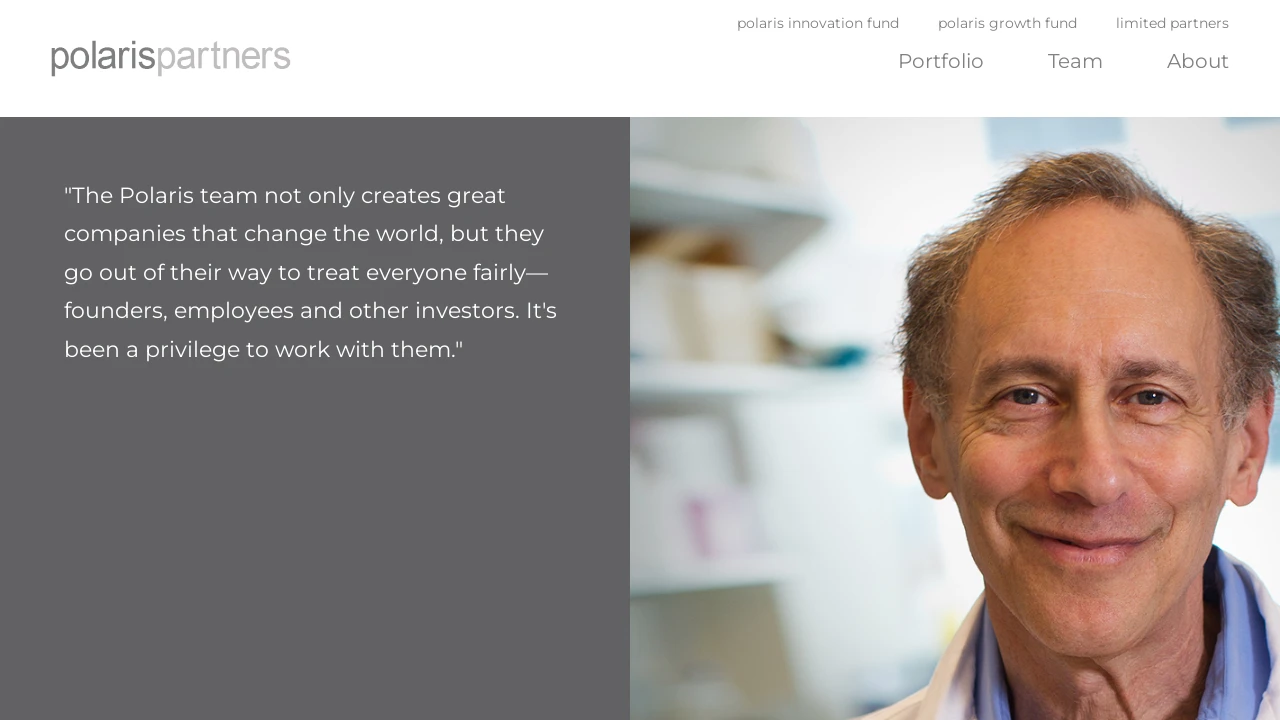 polaris innovation fund
polaris growth fund
limited partners
polarispartners
Portfolio
Team
About
"The Polaris team not only creates great
companies that change the world, but they
go out of their way to treat everyone fairly—
founders, employees and other investors. It's
been a privilege to work with them."